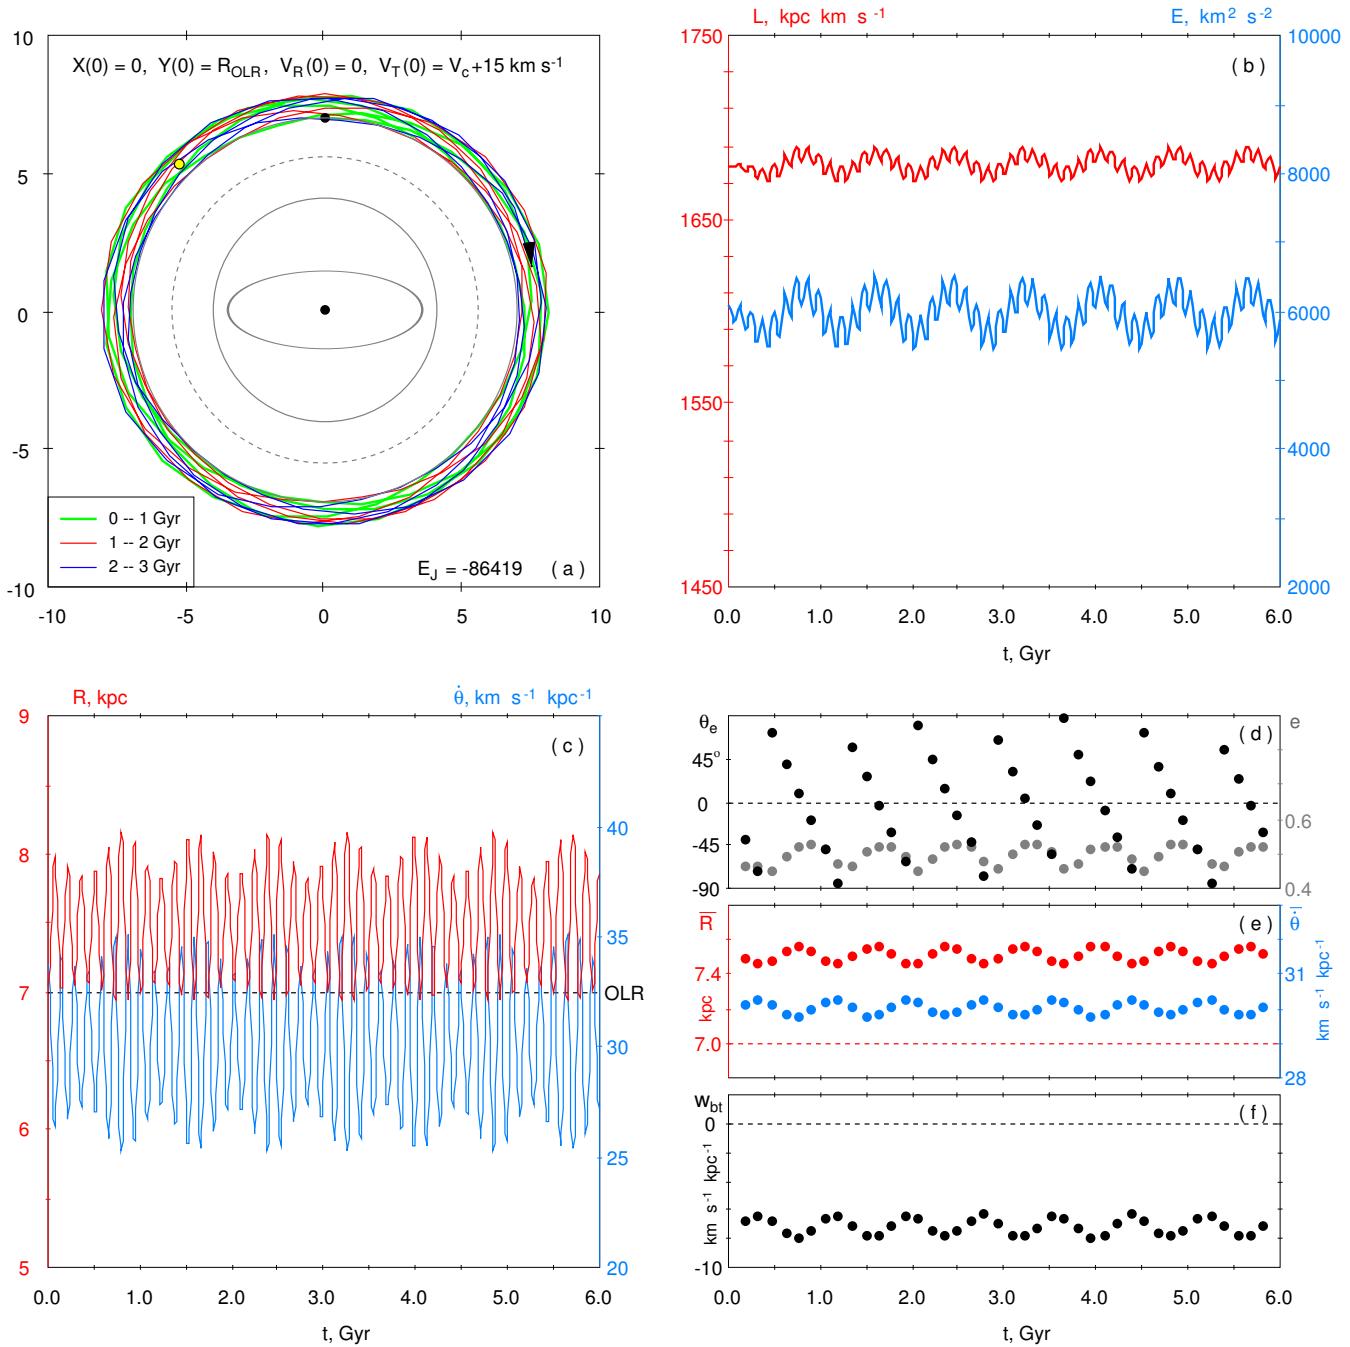 X(0) = 0, Y(0) = R_OLR, V_R(0) = 0, V_T(0) = V_c+15 km s⁻¹
10
5
0
-5
-10
0 -- 1 Gyr
1 -- 2 Gyr
2 -- 3 Gyr
E_J = -86419 ( a )
-10 -5 0 5 10
L, kpc km s⁻¹ E, km² s⁻²
( b )
1750 10000
8000
1650
6000
1550
4000
1450 2000
0.0 1.0 2.0 3.0 4.0 5.0 6.0
t, Gyr
R, kpc θ̇, km s⁻¹ kpc⁻¹
( c )
9
40
8
35
7 OLR
30
6
25
5 20
0.0 1.0 2.0 3.0 4.0 5.0 6.0
t, Gyr
θ_e ( d ) e
45°
0
0.6
-45
-90 0.4
R̅ ( e ) θ̇
7.4 31
kpc km s⁻¹ kpc⁻¹
7.0
28
w_bt ( f )
0
km s⁻¹ kpc⁻¹
-10
0.0 1.0 2.0 3.0 4.0 5.0 6.0
t, Gyr